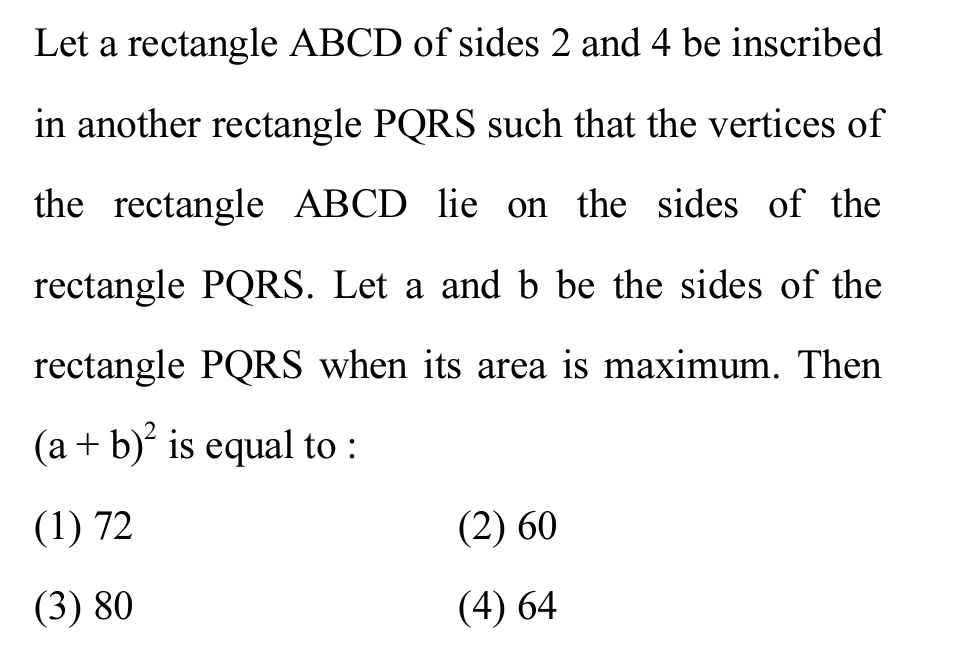 Let a rectangle ABCD of sides 2 and 4 be inscribed
in another rectangle PQRS such that the vertices of
the rectangle ABCD lie on the sides of the
rectangle PQRS. Let a and b be the sides of the
rectangle PQRS when its area is maximum. Then
(a + b)² is equal to :
(1) 72 (2) 60
(3) 80 (4) 64